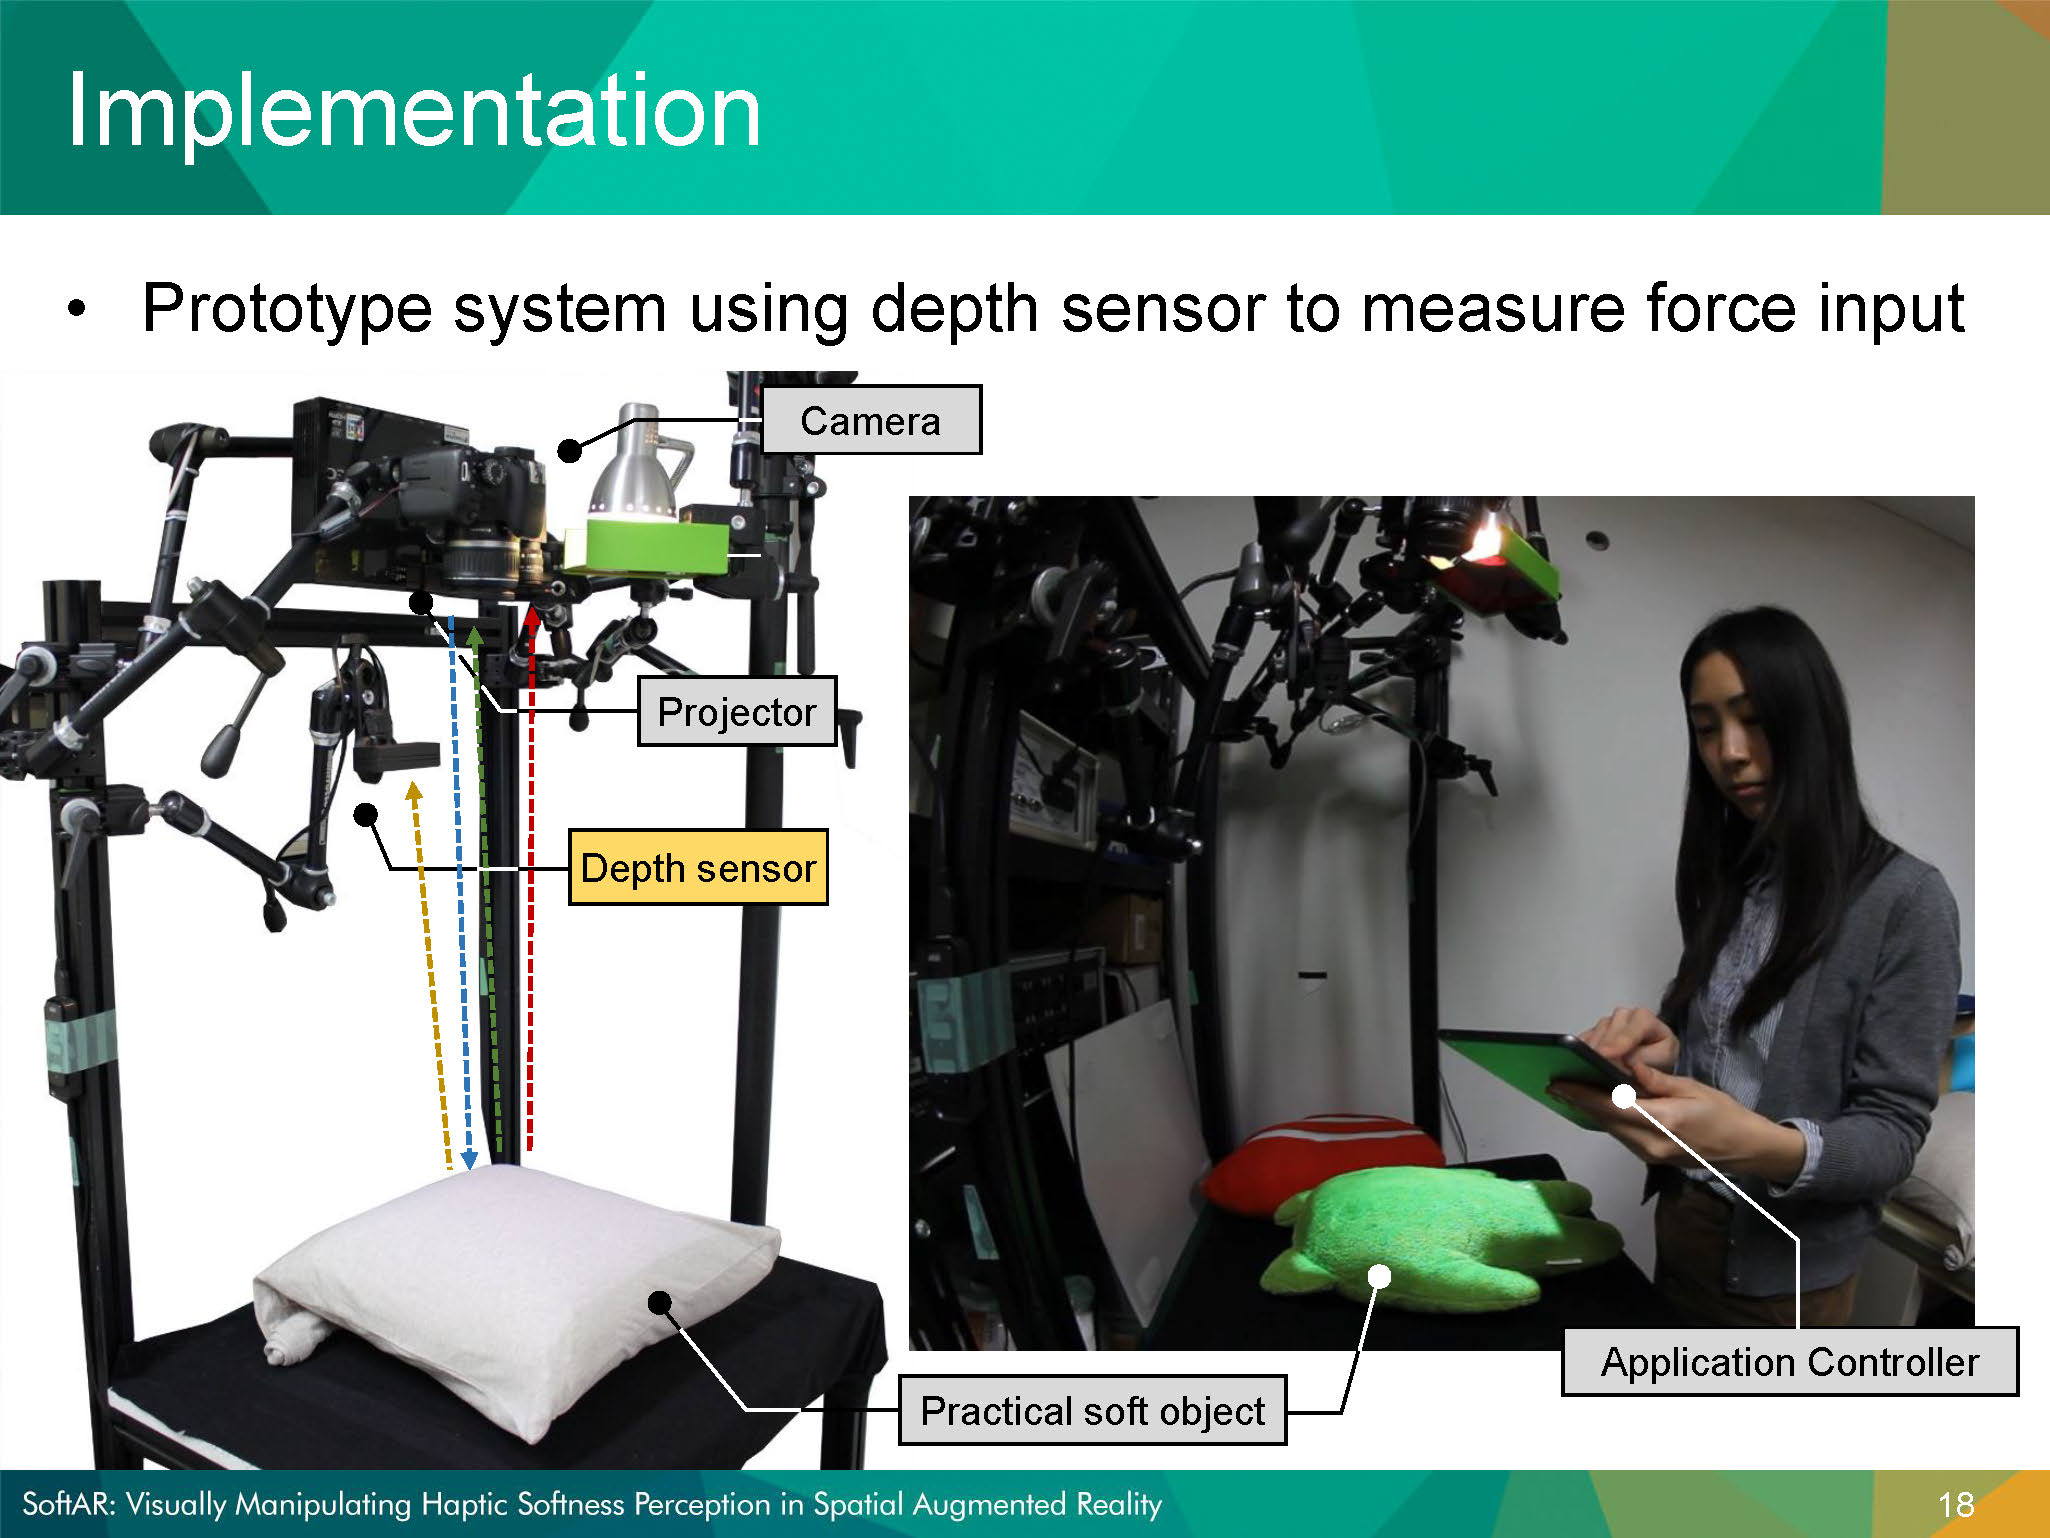 Implementation
• Prototype system using depth sensor to measure force input
Camera
Projector
Depth sensor
Practical soft object
Application Controller
SoftAR: Visually Manipulating Haptic Softness Perception in Spatial Augmented Reality
18